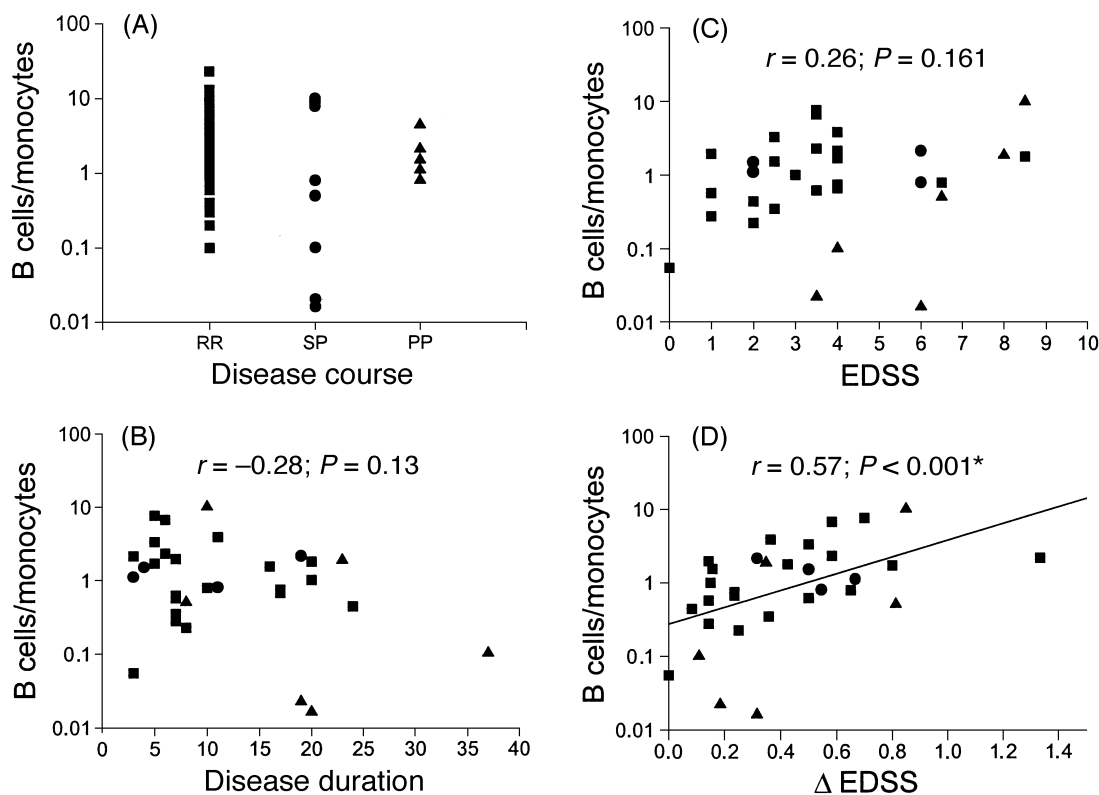 (A)
B cells/monocytes
100
10
1
0.1
0.01
RR SP PP
Disease course
(C)
r = 0.26; P = 0.161
B cells/monocytes
100
10
1
0.1
0.01
0 1 2 3 4 5 6 7 8 9 10
EDSS
(B)
r = –0.28; P = 0.13
B cells/monocytes
100
10
1
0.1
0.01
0 5 10 15 20 25 30 35 40
Disease duration
(D)
r = 0.57; P < 0.001*
B cells/monocytes
100
10
1
0.1
0.01
0.0 0.2 0.4 0.6 0.8 1.0 1.2 1.4
Δ EDSS